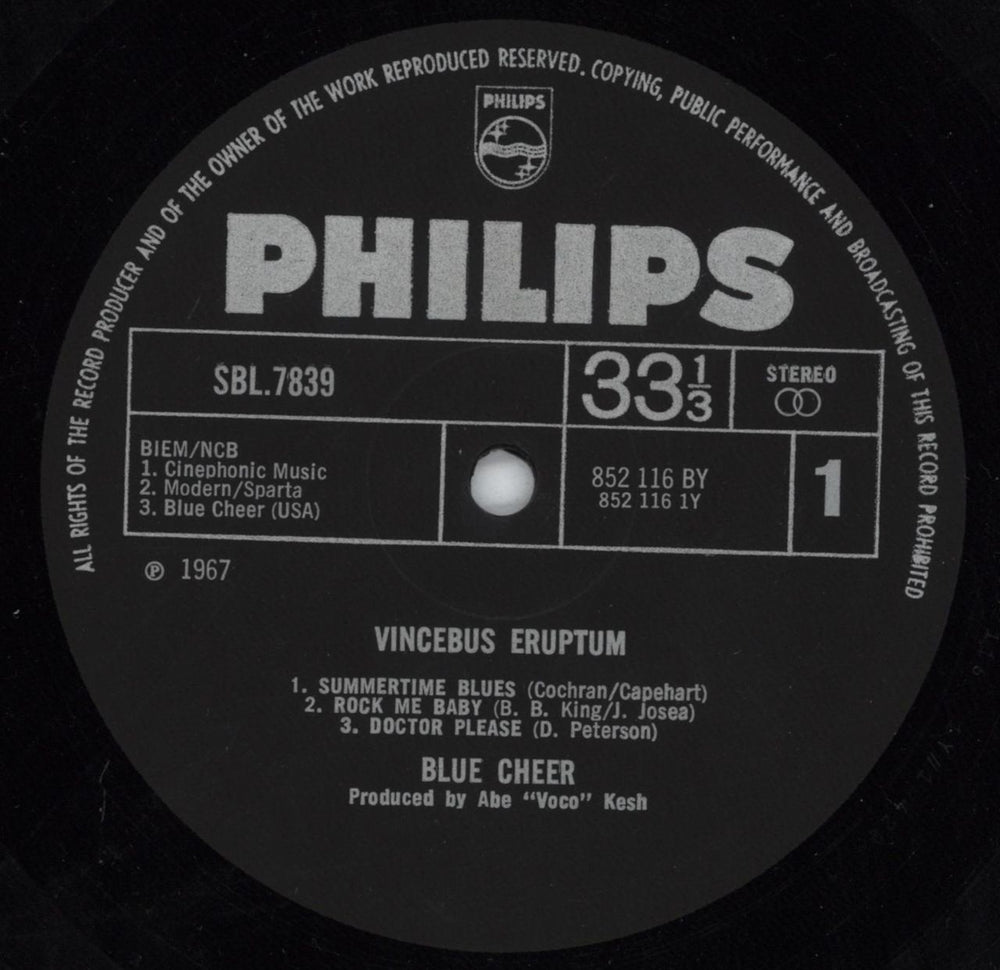 ALL RIGHTS OF THE RECORD PRODUCER AND OF THE OWNER OF THE WORK REPRODUCED RESERVED. COPYING, PUBLIC PERFORMANCE AND BROADCASTING OF THIS RECORD PROHIBITED
PHILIPS
PHILIPS
SBL.7839
33 1/3
STEREO
BIEM/NCB
1. Cinephonic Music
2. Modern/Sparta
3. Blue Cheer (USA)
852 116 BY
852 116 1Y
1
℗ 1967
VINCEBUS ERUPTUM
1. SUMMERTIME BLUES (Cochran/Capehart)
2. ROCK ME BABY (B. B. King/J. Josea)
3. DOCTOR PLEASE (D. Peterson)
BLUE CHEER
Produced by Abe “Voco” Kesh